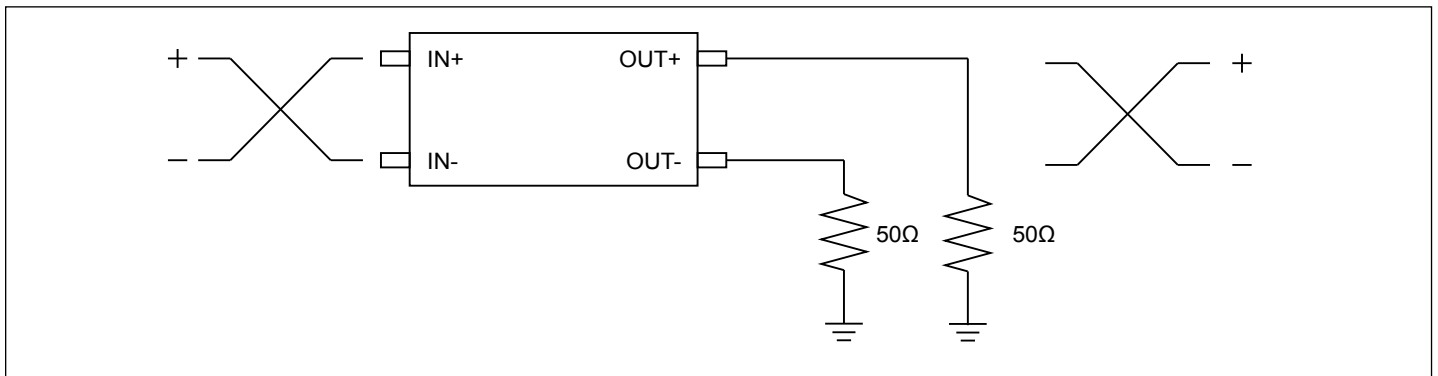 + IN+ OUT+ +
− IN- OUT- −
50Ω 50Ω